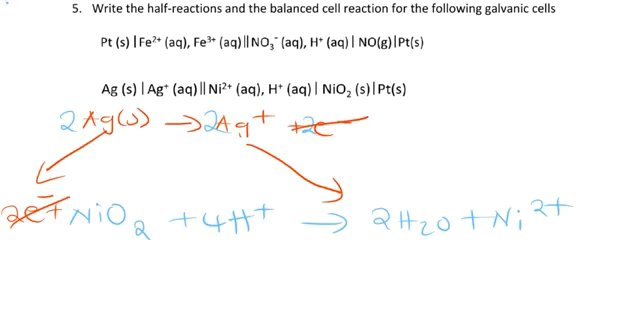 5. Write the half-reactions and the balanced cell reaction for the following galvanic cells
Pt (s) | Fe²⁺ (aq), Fe³⁺ (aq) || NO₃⁻ (aq), H⁺ (aq) | NO(g) | Pt(s)
Ag (s) | Ag⁺ (aq) || Ni²⁺ (aq), H⁺ (aq) | NiO₂ (s) | Pt(s)
2Ag(s) → 2Ag⁺ +2e⁻
2e⁻+NiO₂ +4H⁺ → 2H₂O + Ni²⁺